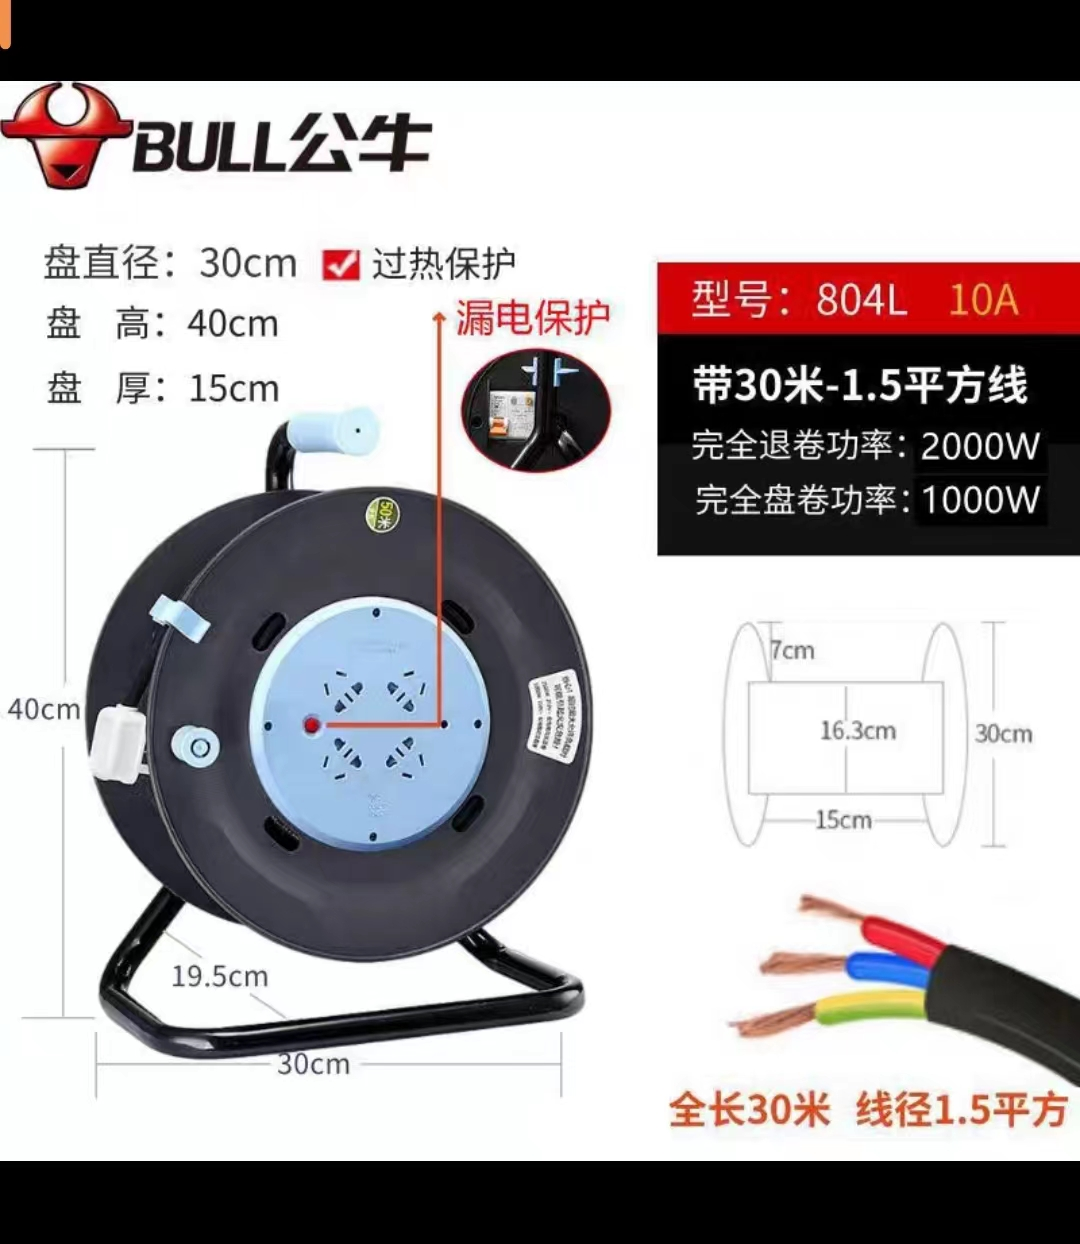 BULL公牛
盘直径：30cm
过热保护
盘 高：40cm
漏电保护
盘 厚：15cm
型号：804L 10A
带30米-1.5平方线
完全退卷功率：2000W
完全盘卷功率：1000W
50米
40cm
19.5cm
30cm
7cm
16.3cm
30cm
15cm
全长30米 线径1.5平方